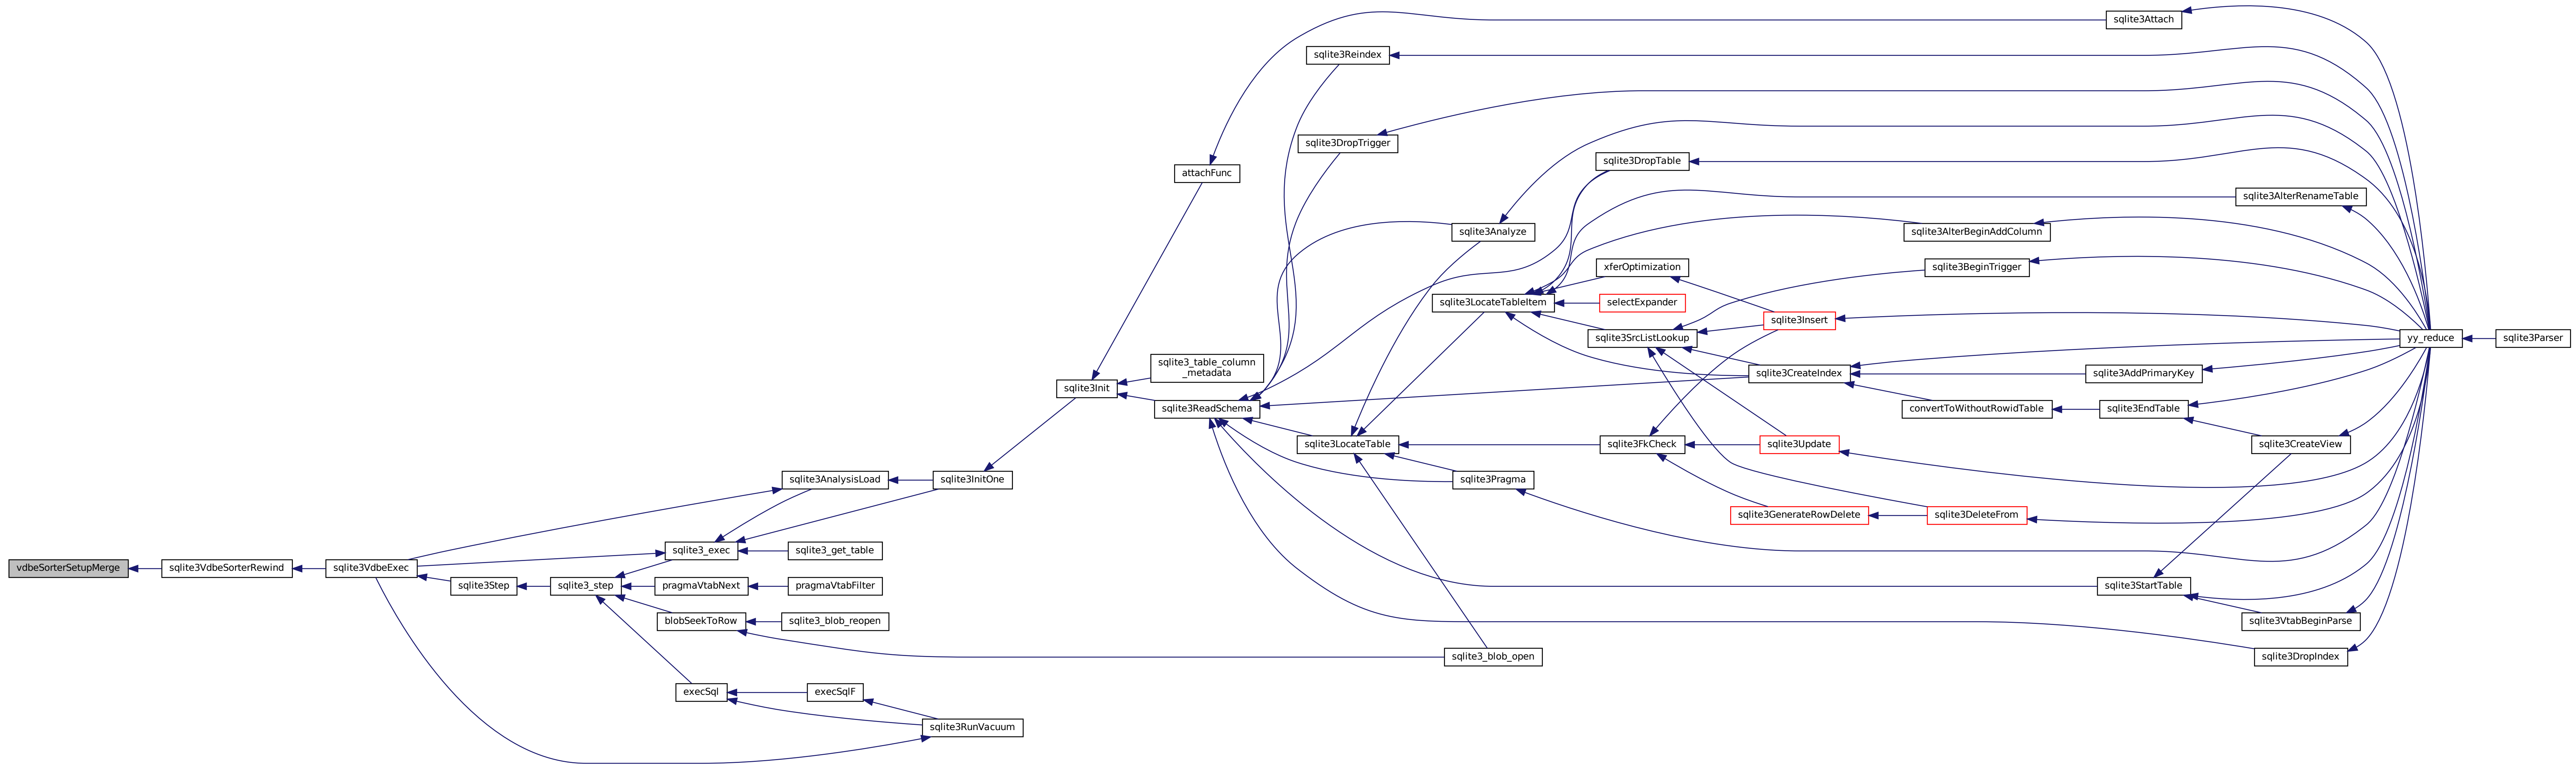 sqlite3Attach
sqlite3Reindex
sqlite3DropTrigger
sqlite3DropTable
attachFunc
sqlite3AlterRenameTable
sqlite3Analyze
sqlite3AlterBeginAddColumn
xferOptimization
sqlite3BeginTrigger
sqlite3LocateTableItem
selectExpander
sqlite3Insert
sqlite3SrcListLookup
yy_reduce
sqlite3Parser
sqlite3_table_column
_metadata
sqlite3CreateIndex
sqlite3AddPrimaryKey
sqlite3Init
sqlite3ReadSchema
convertToWithoutRowidTable
sqlite3EndTable
sqlite3LocateTable
sqlite3FkCheck
sqlite3Update
sqlite3CreateView
sqlite3AnalysisLoad
sqlite3InitOne
sqlite3Pragma
sqlite3GenerateRowDelete
sqlite3DeleteFrom
sqlite3_exec
sqlite3_get_table
vdbeSorterSetupMerge
sqlite3VdbeSorterRewind
sqlite3VdbeExec
sqlite3Step
sqlite3_step
pragmaVtabNext
pragmaVtabFilter
sqlite3StartTable
blobSeekToRow
sqlite3_blob_reopen
sqlite3VtabBeginParse
sqlite3_blob_open
sqlite3DropIndex
execSql
execSqlF
sqlite3RunVacuum